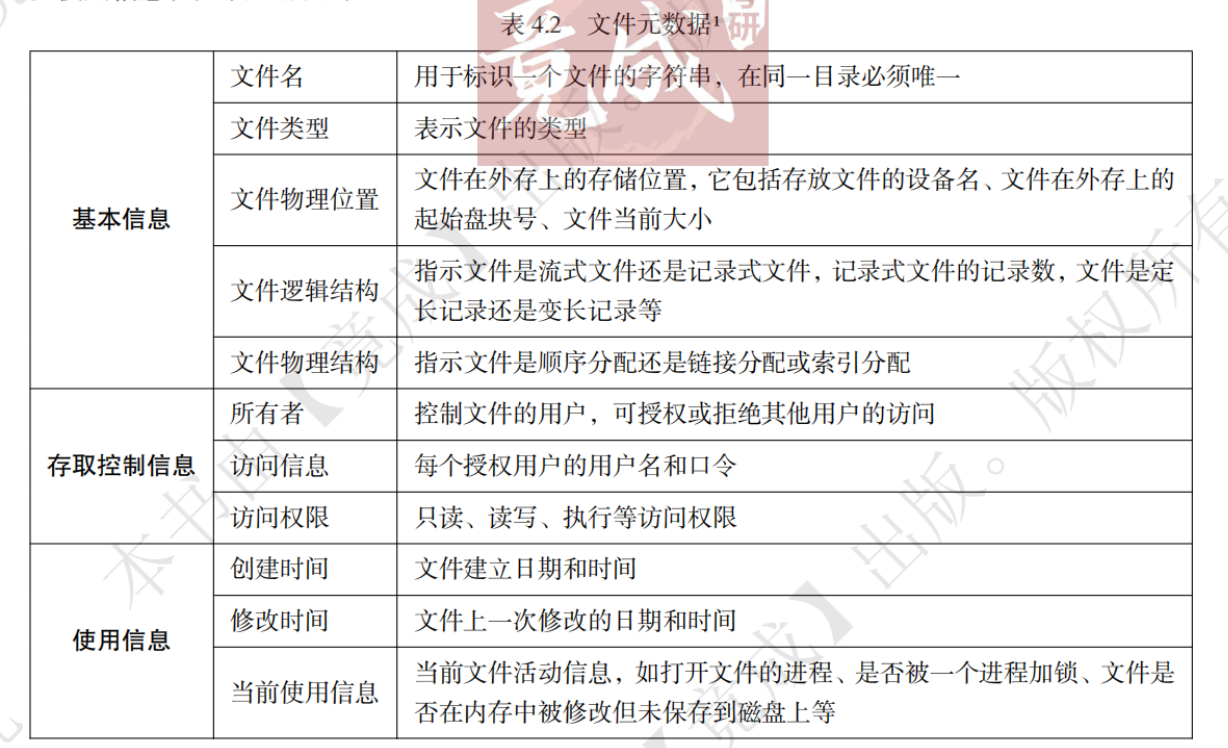 表 4.2 文件元数据¹
基本信息
文件名
用于标识一个文件的字符串，在同一目录必须唯一
文件类型
表示文件的类型
文件物理位置
文件在外存上的存储位置，它包括存放文件的设备名、文件在外存上的
起始盘块号、文件当前大小
文件逻辑结构
指示文件是流式文件还是记录式文件，记录式文件的记录数，文件是定
长记录还是变长记录等
文件物理结构
指示文件是顺序分配还是链接分配或索引分配
存取控制信息
所有者
控制文件的用户，可授权或拒绝其他用户的访问
访问信息
每个授权用户的用户名和口令
访问权限
只读、读写、执行等访问权限
使用信息
创建时间
文件建立日期和时间
修改时间
文件上一次修改的日期和时间
当前使用信息
当前文件活动信息，如打开文件的进程、是否被一个进程加锁、文件是
否在内存中被修改但未保存到磁盘上等
竟成
考研
本书由【竟成】出版。版权所有